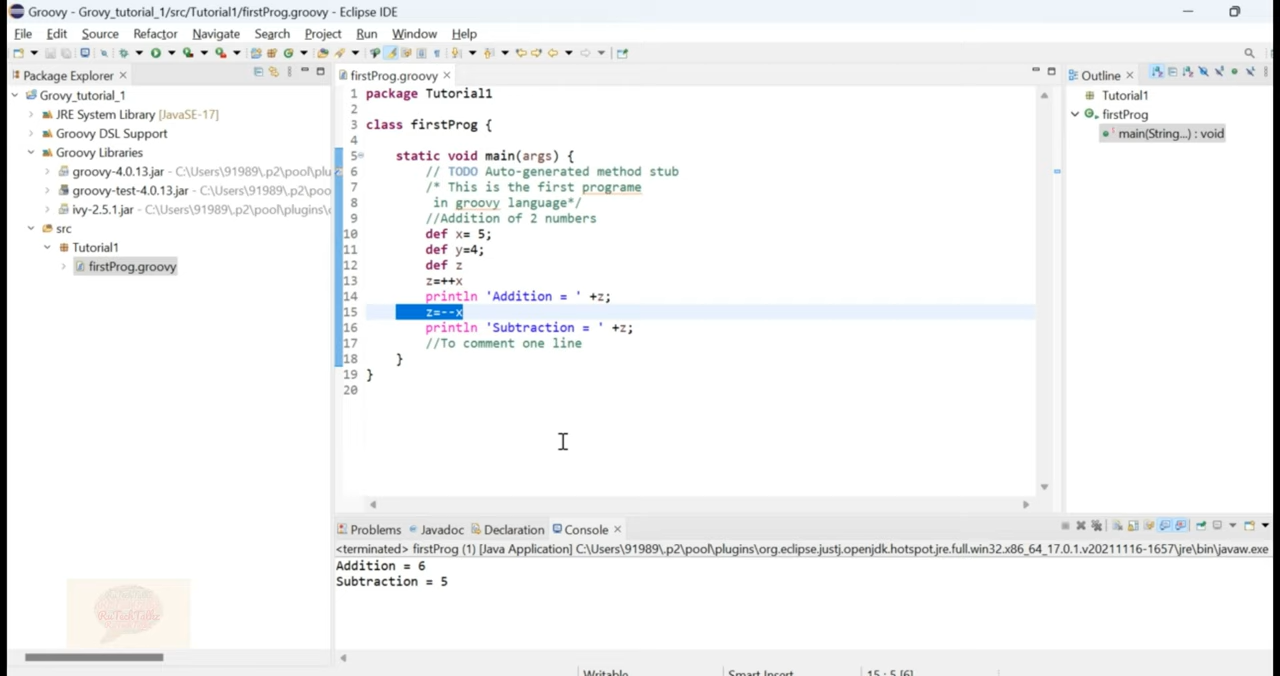 Groovy - Grovy_tutorial_1/src/Tutorial1/firstProg.groovy - Eclipse IDE
File Edit Source Refactor Navigate Search Project Run Window Help
Package Explorer
firstProg.groovy
Outline
Grovy_tutorial_1
JRE System Library [JavaSE-17]
Groovy DSL Support
Groovy Libraries
groovy-4.0.13.jar - C:\Users\91989\.p2\pool\plu
groovy-test-4.0.13.jar - C:\Users\91989\.p2\poo
ivy-2.5.1.jar - C:\Users\91989\.p2\pool\plugins\
src
Tutorial1
firstProg.groovy
1 package Tutorial1
2
3 class firstProg {
4
5 static void main(args) {
6 // TODO Auto-generated method stub
7 /* This is the first programe
8 in groovy language*/
9 //Addition of 2 numbers
10 def x= 5;
11 def y=4;
12 def z
13 z=++x
14 println 'Addition = ' +z;
15 z=--x
16 println 'Subtraction = ' +z;
17 //To comment one line
18 }
19 }
20
Tutorial1
firstProg
main(String...) : void
Problems Javadoc Declaration Console
<terminated> firstProg (1) [Java Application] C:\Users\91989\.p2\pool\plugins\org.eclipse.justj.openjdk.hotspot.jre.full.win32.x86_64_17.0.1.v20211116-1657\jre\bin\javaw.exe
Addition = 6
Subtraction = 5
RajTechTalks
Writable Smart Insert 15 : 5 [6]